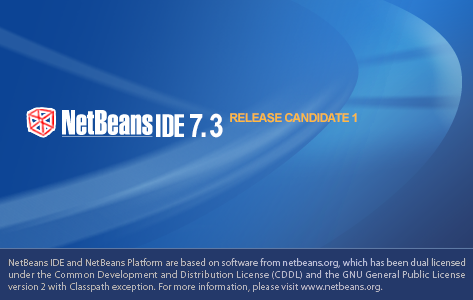 NetBeans IDE 7.3 RELEASE CANDIDATE 1
NetBeans IDE and NetBeans Platform are based on software from netbeans.org, which has been dual licensed
under the Common Development and Distribution License (CDDL) and the GNU General Public License
version 2 with Classpath exception. For more information, please visit www.netbeans.org.